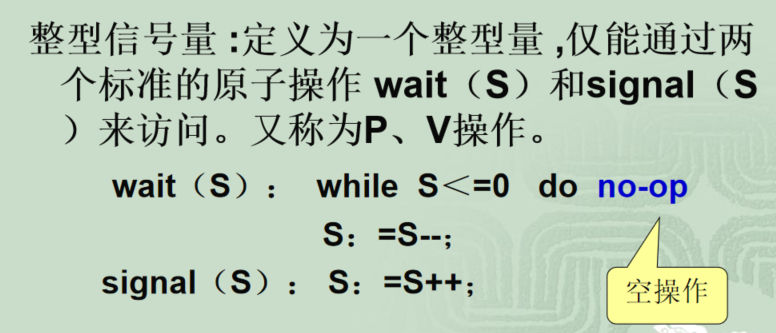 整型信号量 :定义为一个整型量 ,仅能通过两
个标准的原子操作 wait（S）和signal（S
）来访问。又称为P、V操作。
wait（S）： while S＜=0 do no-op
S：=S--；
signal（S）： S：=S++；
空操作